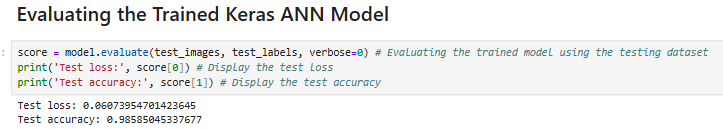 Evaluating the Trained Keras ANN Model
: score = model.evaluate(test_images, test_labels, verbose=0) # Evaluating the trained model using the testing dataset
print('Test loss:', score[0]) # Display the test loss
print('Test accuracy:', score[1]) # Display the test accuracy
Test loss: 0.06073954701423645
Test accuracy: 0.98585045337677